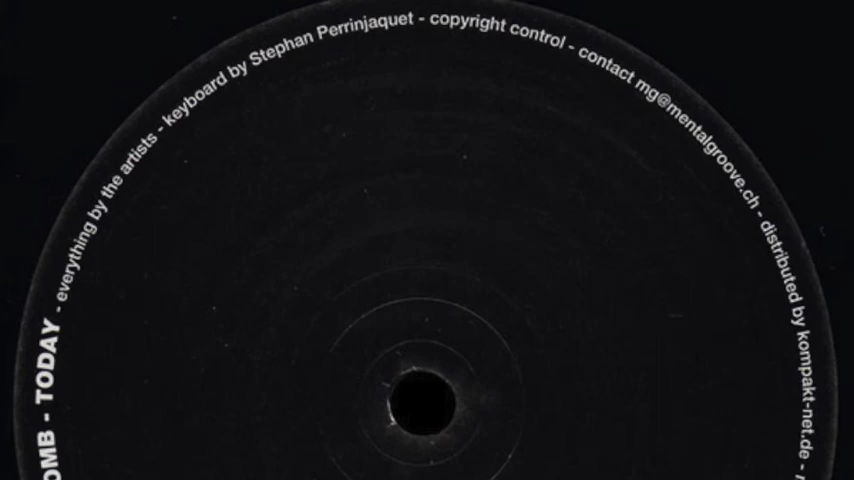 OMB - TODAY - everything by the artists - keyboard by Stephan Perrinjaquet - copyright control - contact mg@mentalgroove.ch - distributed by kompakt-net.de -